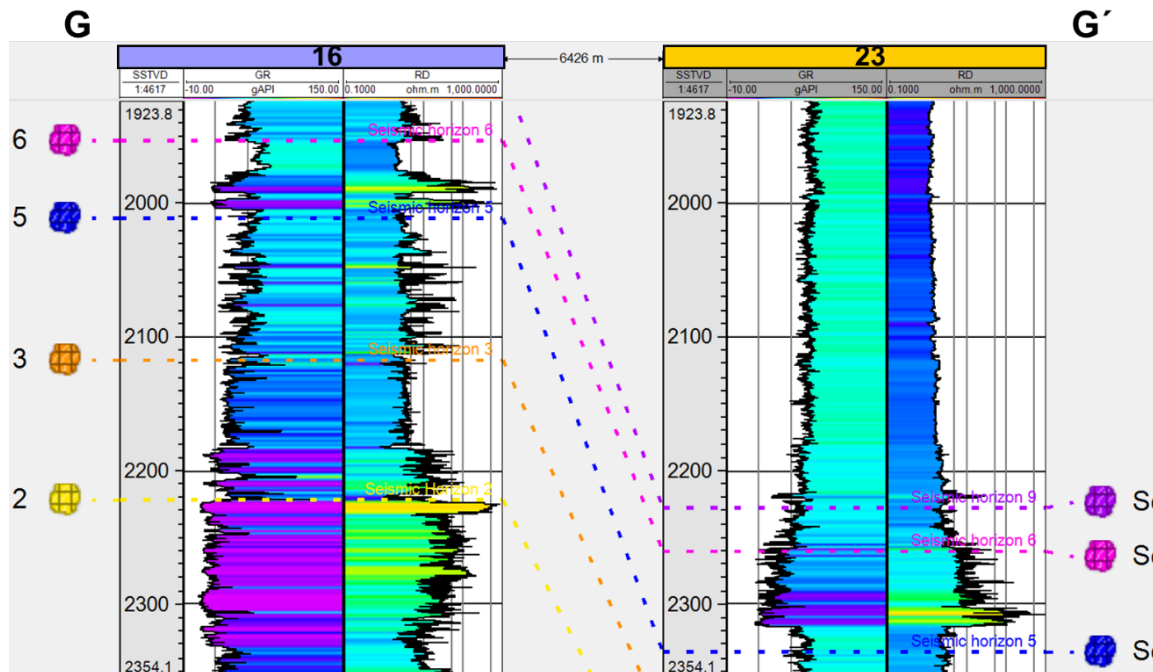 G G´
16 6426 m 23
SSTVD GR RD SSTVD GR RD
1:4617 -10.00 gAPI 150.00 0.1000 ohm.m 1,000.0000 1:4617 -10.00 gAPI 150.00 0.1000 ohm.m 1,000.0000
1923.8 1923.8
6 Seismic horizon 6
2000 2000
5 Seismic horizon 5
2100 2100
3 Seismic horizon 3
2200 2200
2 Seismic Horizon 2
Seismic horizon 9 Se
Seismic horizon 6 Se
2300 2300
Seismic horizon 5 Se
2354.1 2354.1